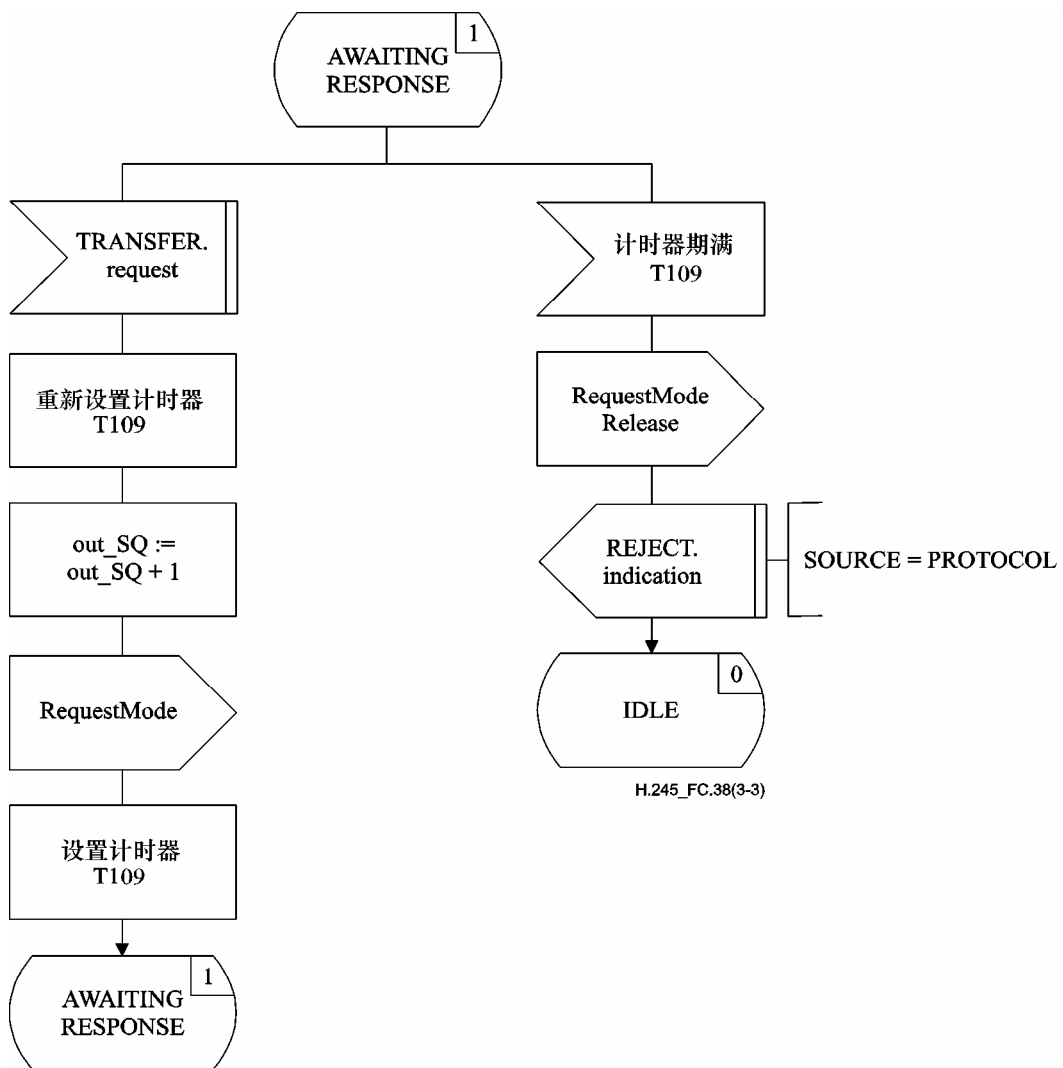 1
AWAITING
RESPONSE
TRANSFER.
request
重新设置计时器
T109
out_SQ :=
out_SQ + 1
RequestMode
设置计时器
T109
1
AWAITING
RESPONSE
计时器期满
T109
RequestMode
Release
REJECT.
indication
SOURCE = PROTOCOL
0
IDLE
H.245_FC.38(3-3)